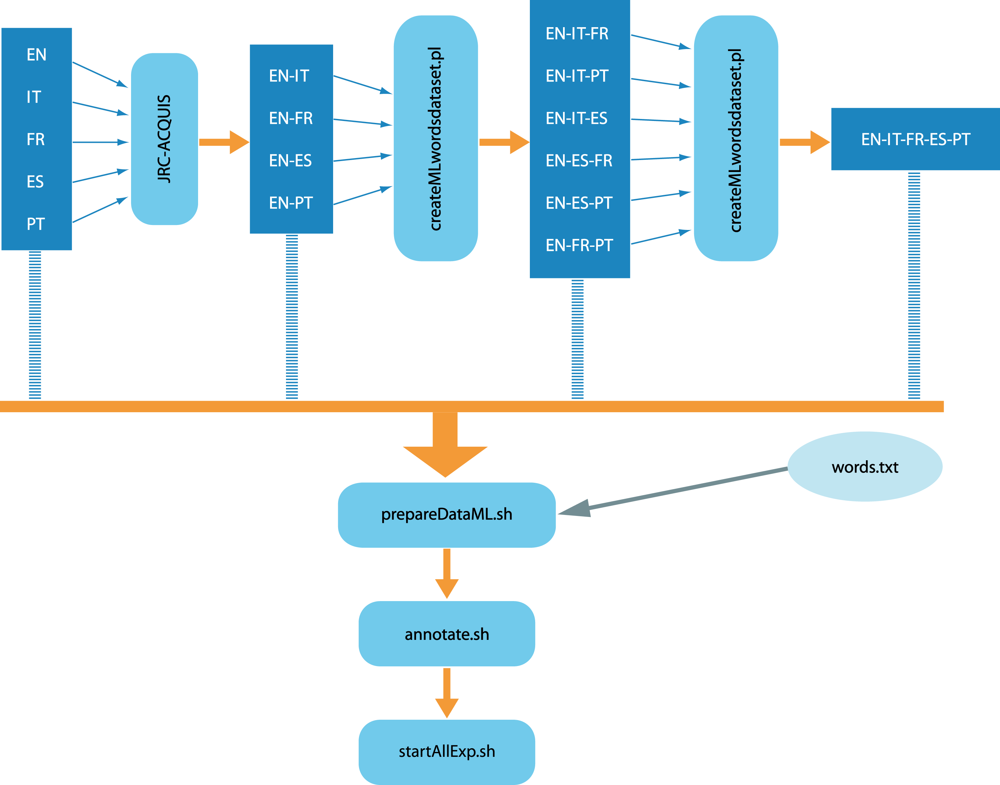 EN
IT
FR
ES
PT
JRC-ACQUIS
EN-IT
EN-FR
EN-ES
EN-PT
createMLwordsdataset.pl
EN-IT-FR
EN-IT-PT
EN-IT-ES
EN-ES-FR
EN-ES-PT
EN-FR-PT
createMLwordsdataset.pl
EN-IT-FR-ES-PT
words.txt
prepareDataML.sh
annotate.sh
startAllExp.sh